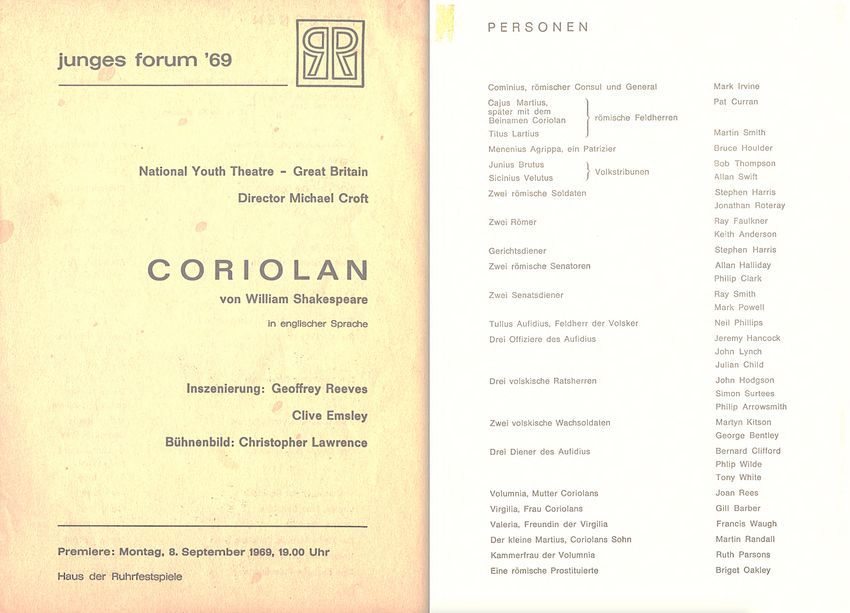 junges forum '69
National Youth Theatre - Great Britain
Director Michael Croft
CORIOLAN
von William Shakespeare
in englischer Sprache
Inszenierung: Geoffrey Reeves
Clive Emsley
Bühnenbild: Christopher Lawrence
Premiere: Montag, 8. September 1969, 19.00 Uhr
Haus der Ruhrfestspiele
PERSONEN
Cominius, römischer Consul und General Mark Irvine
Cajus Martius, Pat Curran
später mit dem
Beinamen Coriolan
römische Feldherren
Titus Lartius Martin Smith
Menenius Agrippa, ein Patrizier Bruce Houlder
Junius Brutus Bob Thompson
Volkstribunen
Sicinius Velutus Allan Swift
Zwei römische Soldaten Stephen Harris
Jonathan Roteray
Zwei Römer Ray Faulkner
Keith Anderson
Gerichtsdiener Stephen Harris
Zwei römische Senatoren Allan Halliday
Philip Clark
Zwei Senatsdiener Ray Smith
Mark Powell
Tullus Aufidius, Feldherr der Volsker Neil Phillips
Drei Offiziere des Aufidius Jeremy Hancock
John Lynch
Julian Child
Drei volskische Ratsherren John Hodgson
Simon Surtees
Philip Arrowsmith
Zwei volskische Wachsoldaten Martyn Kitson
George Bentley
Drei Diener des Aufidius Bernard Clifford
Phlip Wilde
Tony White
Volumnia, Mutter Coriolans Joan Rees
Virgilia, Frau Coriolans Gill Barber
Valeria, Freundin der Virgilia Francis Waugh
Der kleine Martius, Coriolans Sohn Martin Randall
Kammerfrau der Volumnia Ruth Parsons
Eine römische Prostituierte Briget Oakley